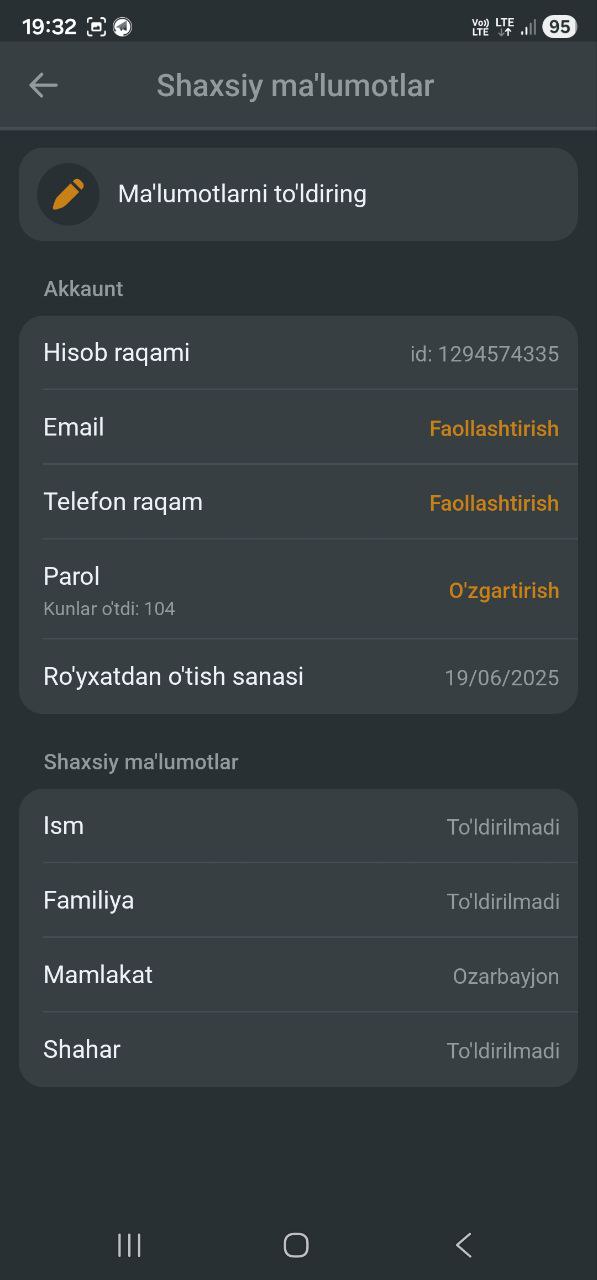 19:32 Vo)) LTE LTE 95
Shaxsiy ma'lumotlar
Ma'lumotlarni to'ldiring
Akkaunt
Hisob raqami id: 1294574335
Email Faollashtirish
Telefon raqam Faollashtirish
Parol O'zgartirish
Kunlar o'tdi: 104
Ro'yxatdan o'tish sanasi 19/06/2025
Shaxsiy ma'lumotlar
Ism To'ldirilmadi
Familiya To'ldirilmadi
Mamlakat Ozarbayjon
Shahar To'ldirilmadi